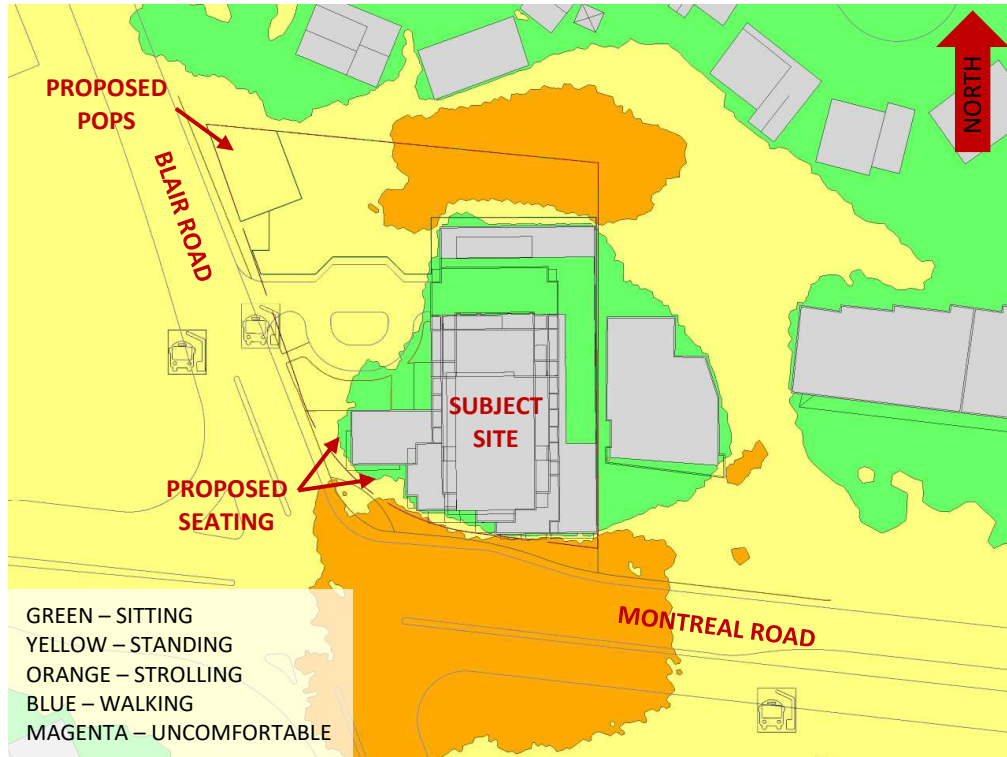 PROPOSED
POPS
BLAIR ROAD
NORTH
SUBJECT
SITE
PROPOSED
SEATING
MONTREAL ROAD
GREEN – SITTING
YELLOW – STANDING
ORANGE – STROLLING
BLUE – WALKING
MAGENTA – UNCOMFORTABLE